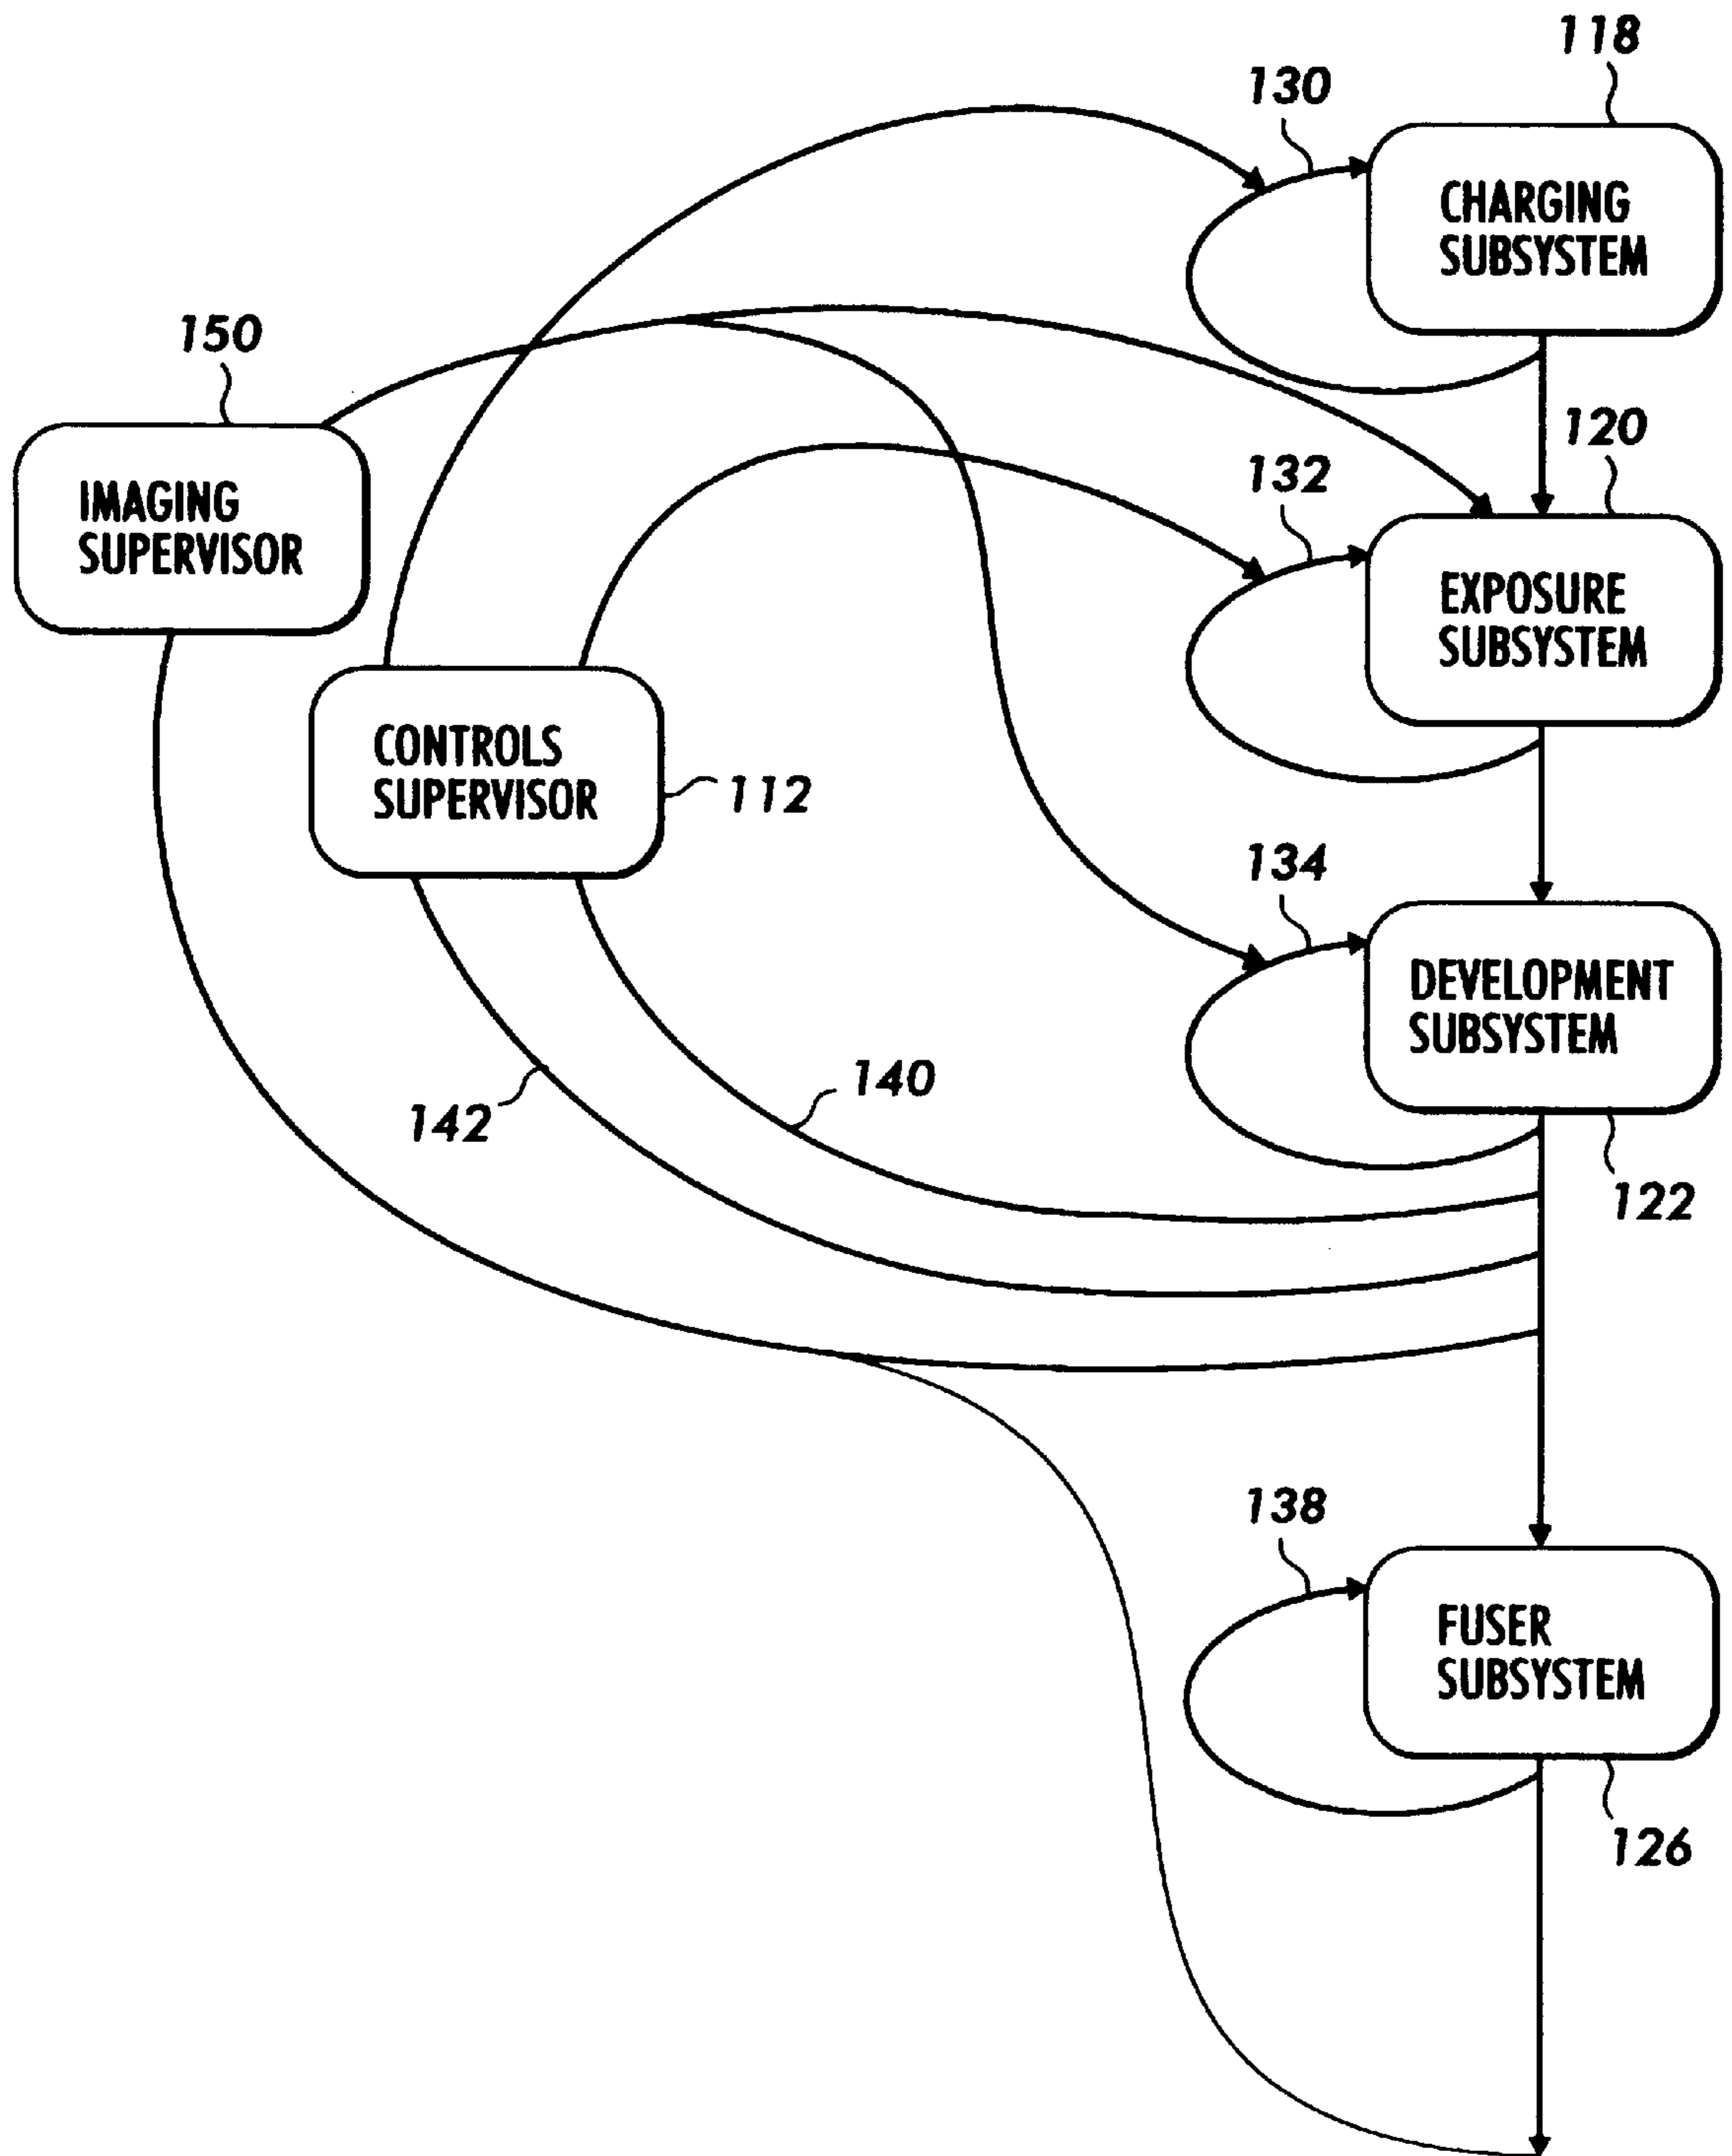 118
130
CHARGING
SUBSYSTEM
150
120
132
IMAGING
SUPERVISOR
EXPOSURE
SUBSYSTEM
CONTROLS
SUPERVISOR
112
134
DEVELOPMENT
SUBSYSTEM
140
142
122
138
FUSER
SUBSYSTEM
126